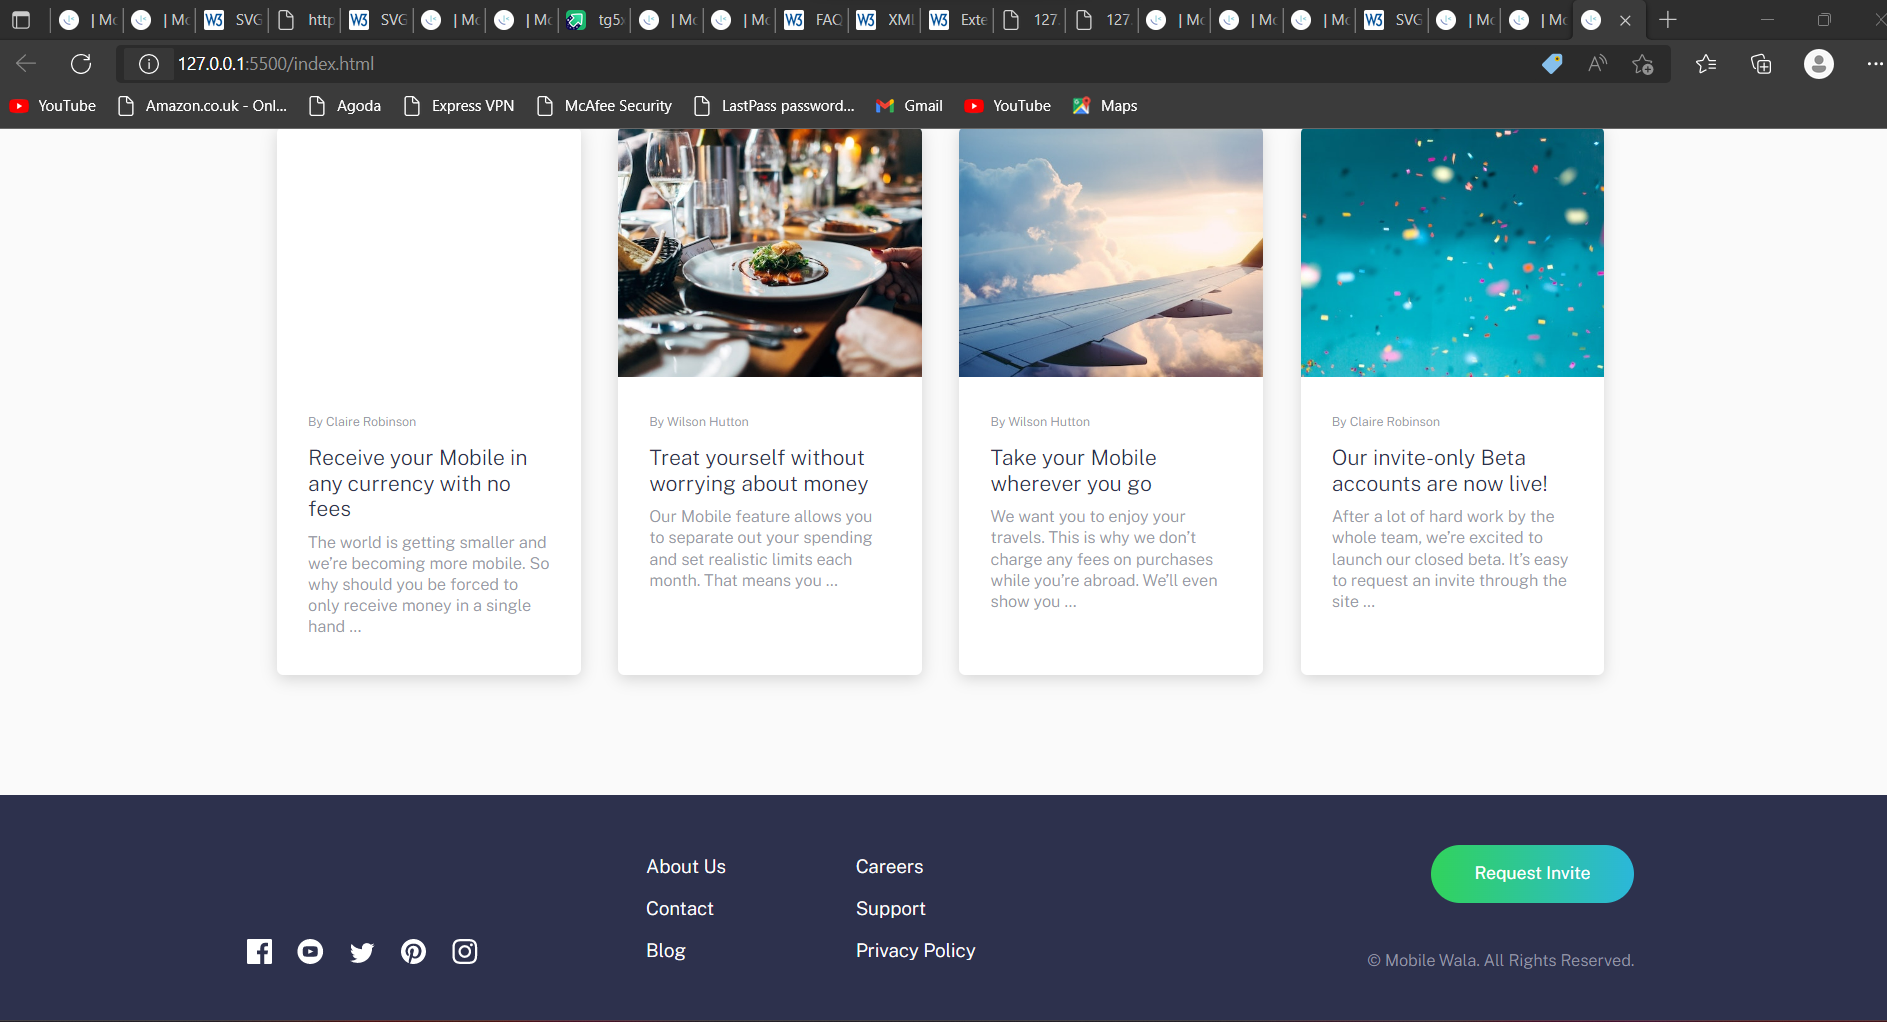 | Mc
| Mc
SVG
http
SVG
| Mc
| Mc
tg5
| Mc
| Mc
FAQ
XML
Exte
127.
127.
| Mc
| Mc
| Mc
SVG
| Mc
| Mc
127.0.0.1:5500/index.html
YouTube
Amazon.co.uk - Onl...
Agoda
Express VPN
McAfee Security
LastPass password...
Gmail
YouTube
Maps
By Claire Robinson
Receive your Mobile in
any currency with no
fees
The world is getting smaller and
we’re becoming more mobile. So
why should you be forced to
only receive money in a single
hand ...
By Wilson Hutton
Treat yourself without
worrying about money
Our Mobile feature allows you
to separate out your spending
and set realistic limits each
month. That means you ...
By Wilson Hutton
Take your Mobile
wherever you go
We want you to enjoy your
travels. This is why we don’t
charge any fees on purchases
while you’re abroad. We’ll even
show you ...
By Claire Robinson
Our invite-only Beta
accounts are now live!
After a lot of hard work by the
whole team, we’re excited to
launch our closed beta. It’s easy
to request an invite through the
site ...
About Us
Contact
Blog
Careers
Support
Privacy Policy
Request Invite
© Mobile Wala. All Rights Reserved.